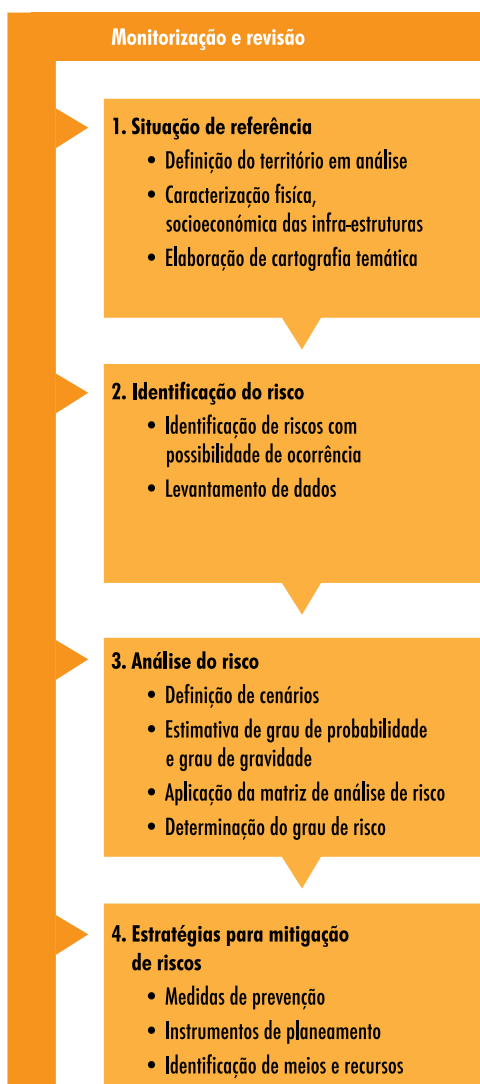 Monitorização e revisão
1. Situação de referência
• Definição do território em análise
• Caracterização fisíca,
socioeconómica das infra-estruturas
• Elaboração de cartografia temática
2. Identificação do risco
• Identificação de riscos com
possibilidade de ocorrência
• Levantamento de dados
3. Análise do risco
• Definição de cenários
• Estimativa de grau de probabilidade
e grau de gravidade
• Aplicação da matriz de análise de risco
• Determinação do grau de risco
4. Estratégias para mitigação
de riscos
• Medidas de prevenção
• Instrumentos de planeamento
• Identificação de meios e recursos